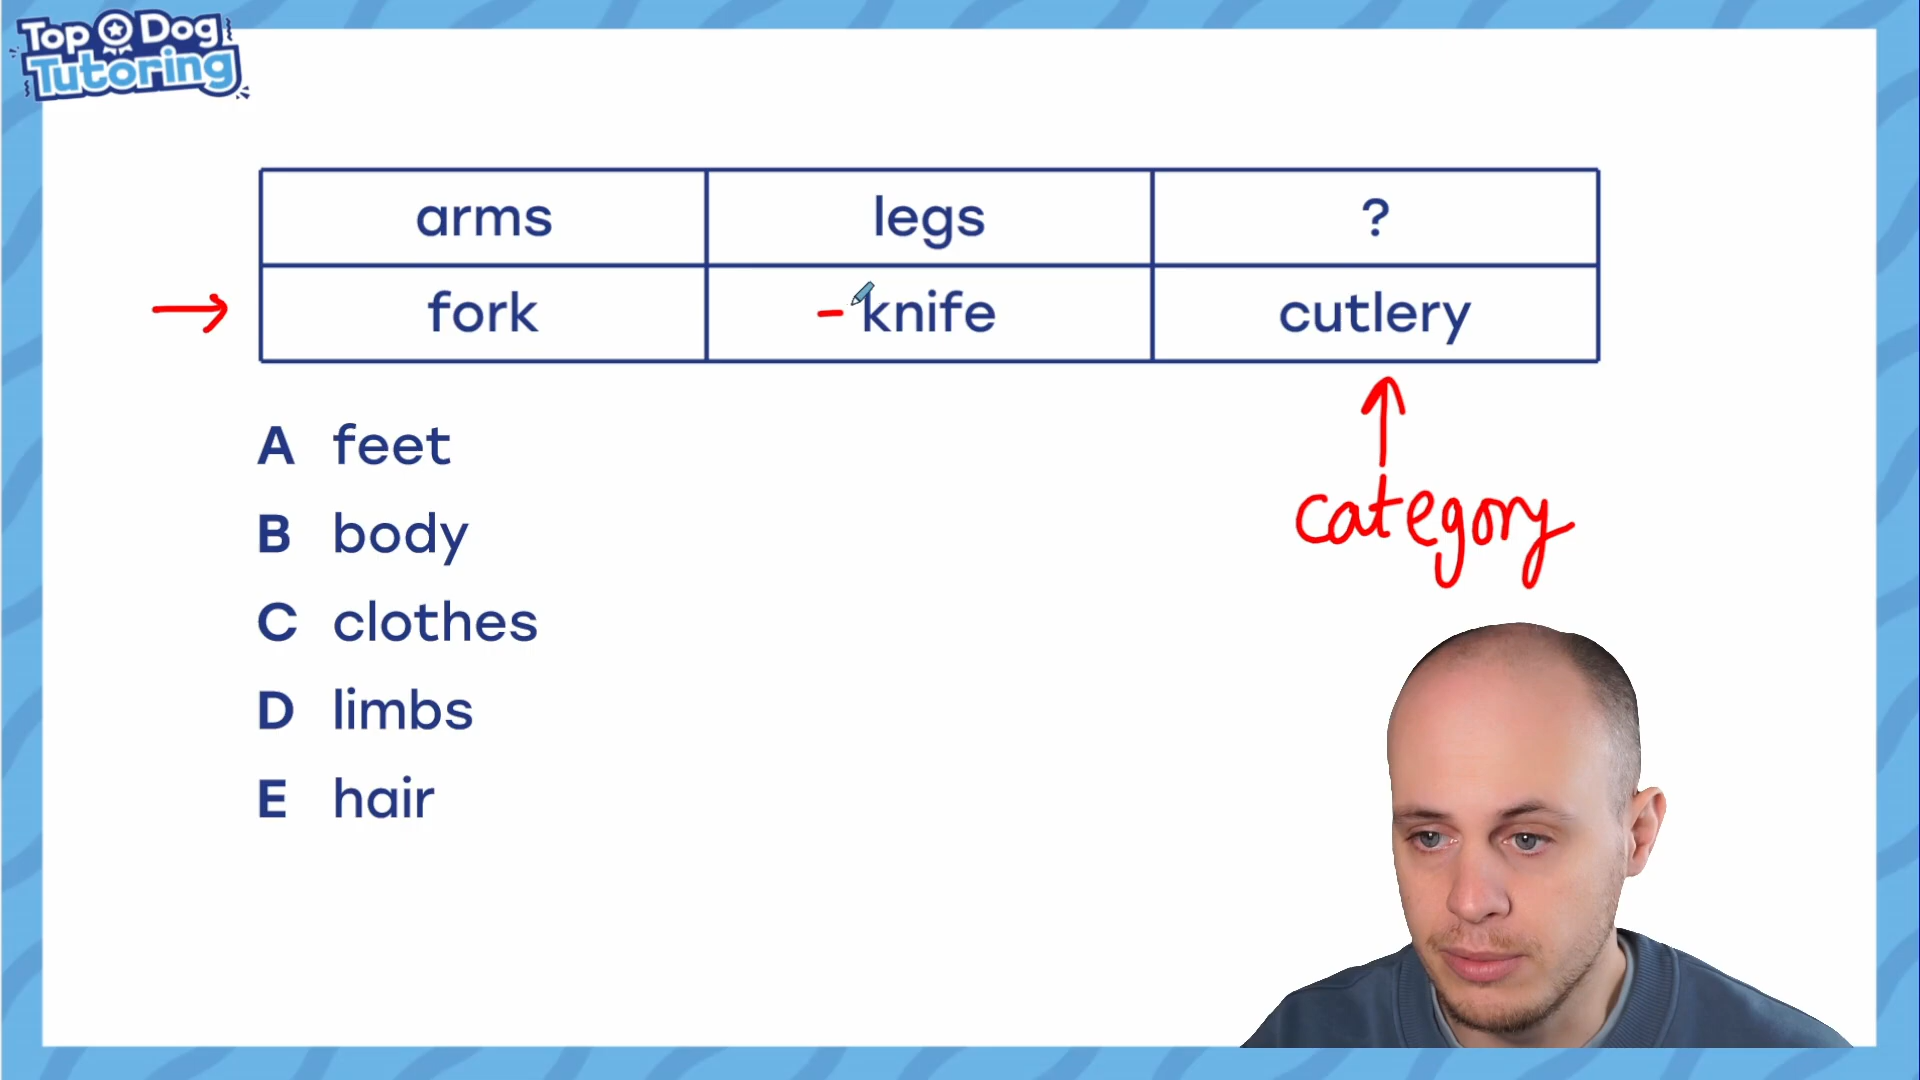 Top Dog
Tutoring
arms legs ?
fork - knife cutlery
A feet
B body
C clothes
D limbs
E hair
category